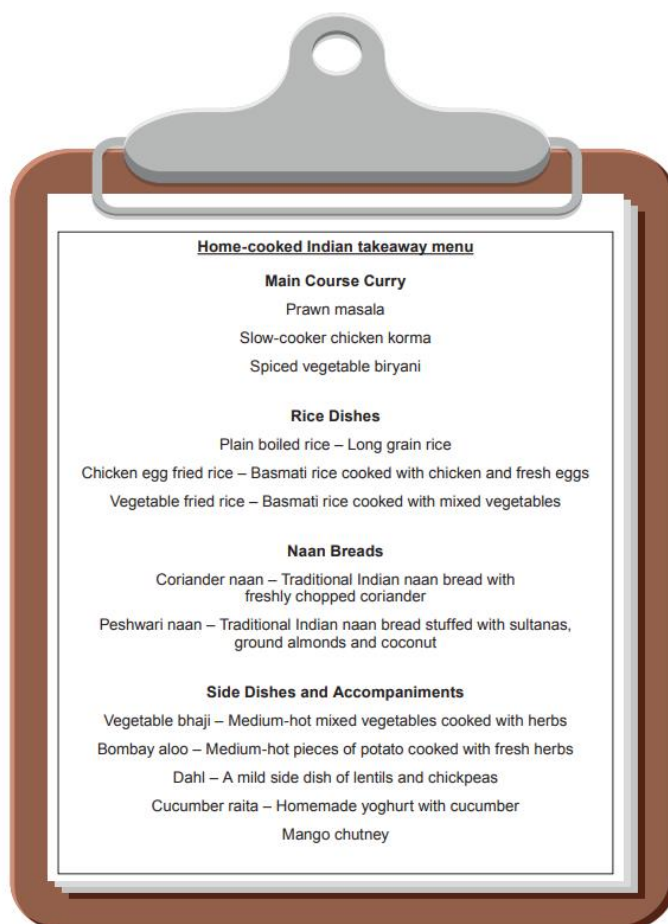 Home-cooked Indian takeaway menu
Main Course Curry
Prawn masala
Slow-cooker chicken korma
Spiced vegetable biryani
Rice Dishes
Plain boiled rice – Long grain rice
Chicken egg fried rice – Basmati rice cooked with chicken and fresh eggs
Vegetable fried rice – Basmati rice cooked with mixed vegetables
Naan Breads
Coriander naan – Traditional Indian naan bread with
freshly chopped coriander
Peshwari naan – Traditional Indian naan bread stuffed with sultanas,
ground almonds and coconut
Side Dishes and Accompaniments
Vegetable bhaji – Medium-hot mixed vegetables cooked with herbs
Bombay aloo – Medium-hot pieces of potato cooked with fresh herbs
Dahl – A mild side dish of lentils and chickpeas
Cucumber raita – Homemade yoghurt with cucumber
Mango chutney